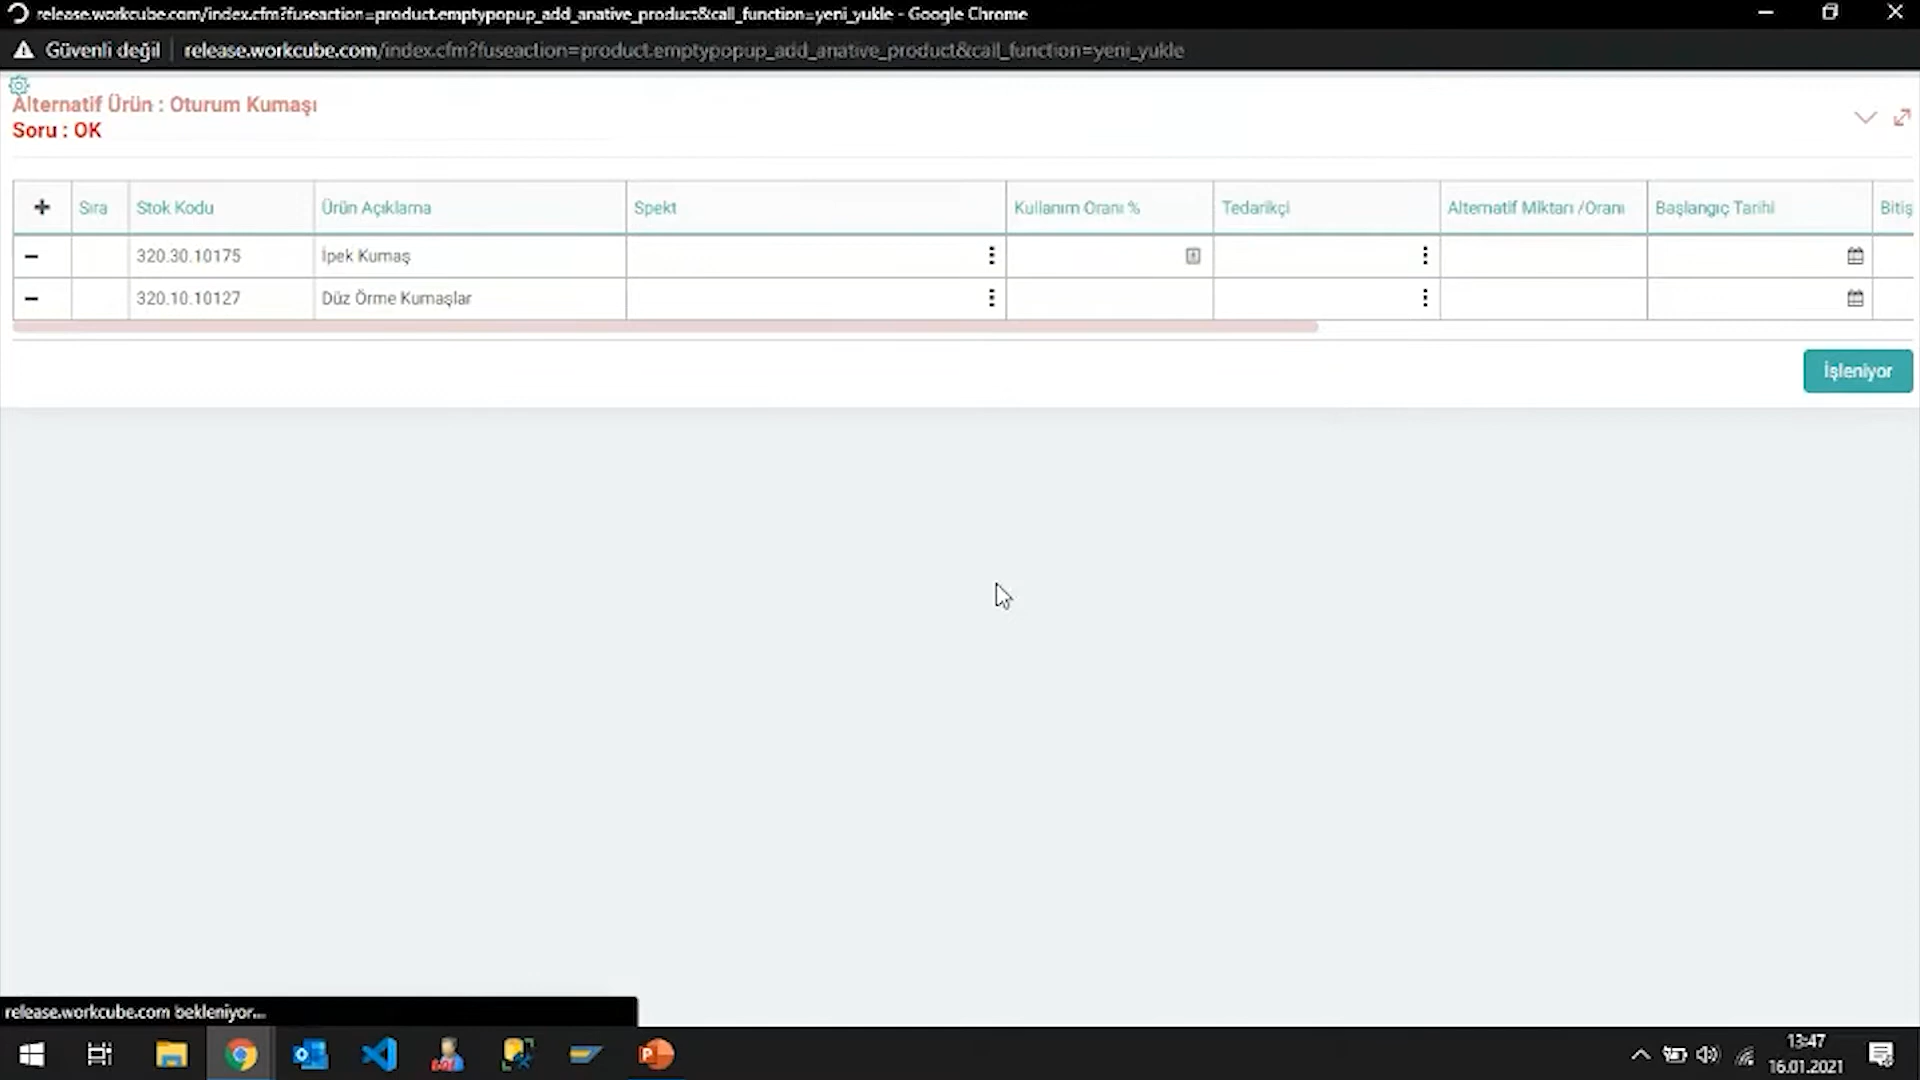 release.workcube.com/index.cfm?fuseaction=product.emptypopup_add_anative_product&call_function=yeni_yukle - Google Chrome
Güvenli değil release.workcube.com/index.cfm?fuseaction=product.emptypopup_add_anative_product&call_function=yeni_yukle
Alternatif Ürün : Oturum Kumaşı
Soru : OK
Sıra Stok Kodu Ürün Açıklama Spekt Kullanım Oranı % Tedarikçi Alternatif Miktarı /Oranı Başlangıç Tarihi Bitiş
320.30.10175 İpek Kumaş
320.10.10127 Düz Örme Kumaşlar
İşleniyor
release.workcube.com bekleniyor...
13:47
16.01.2021